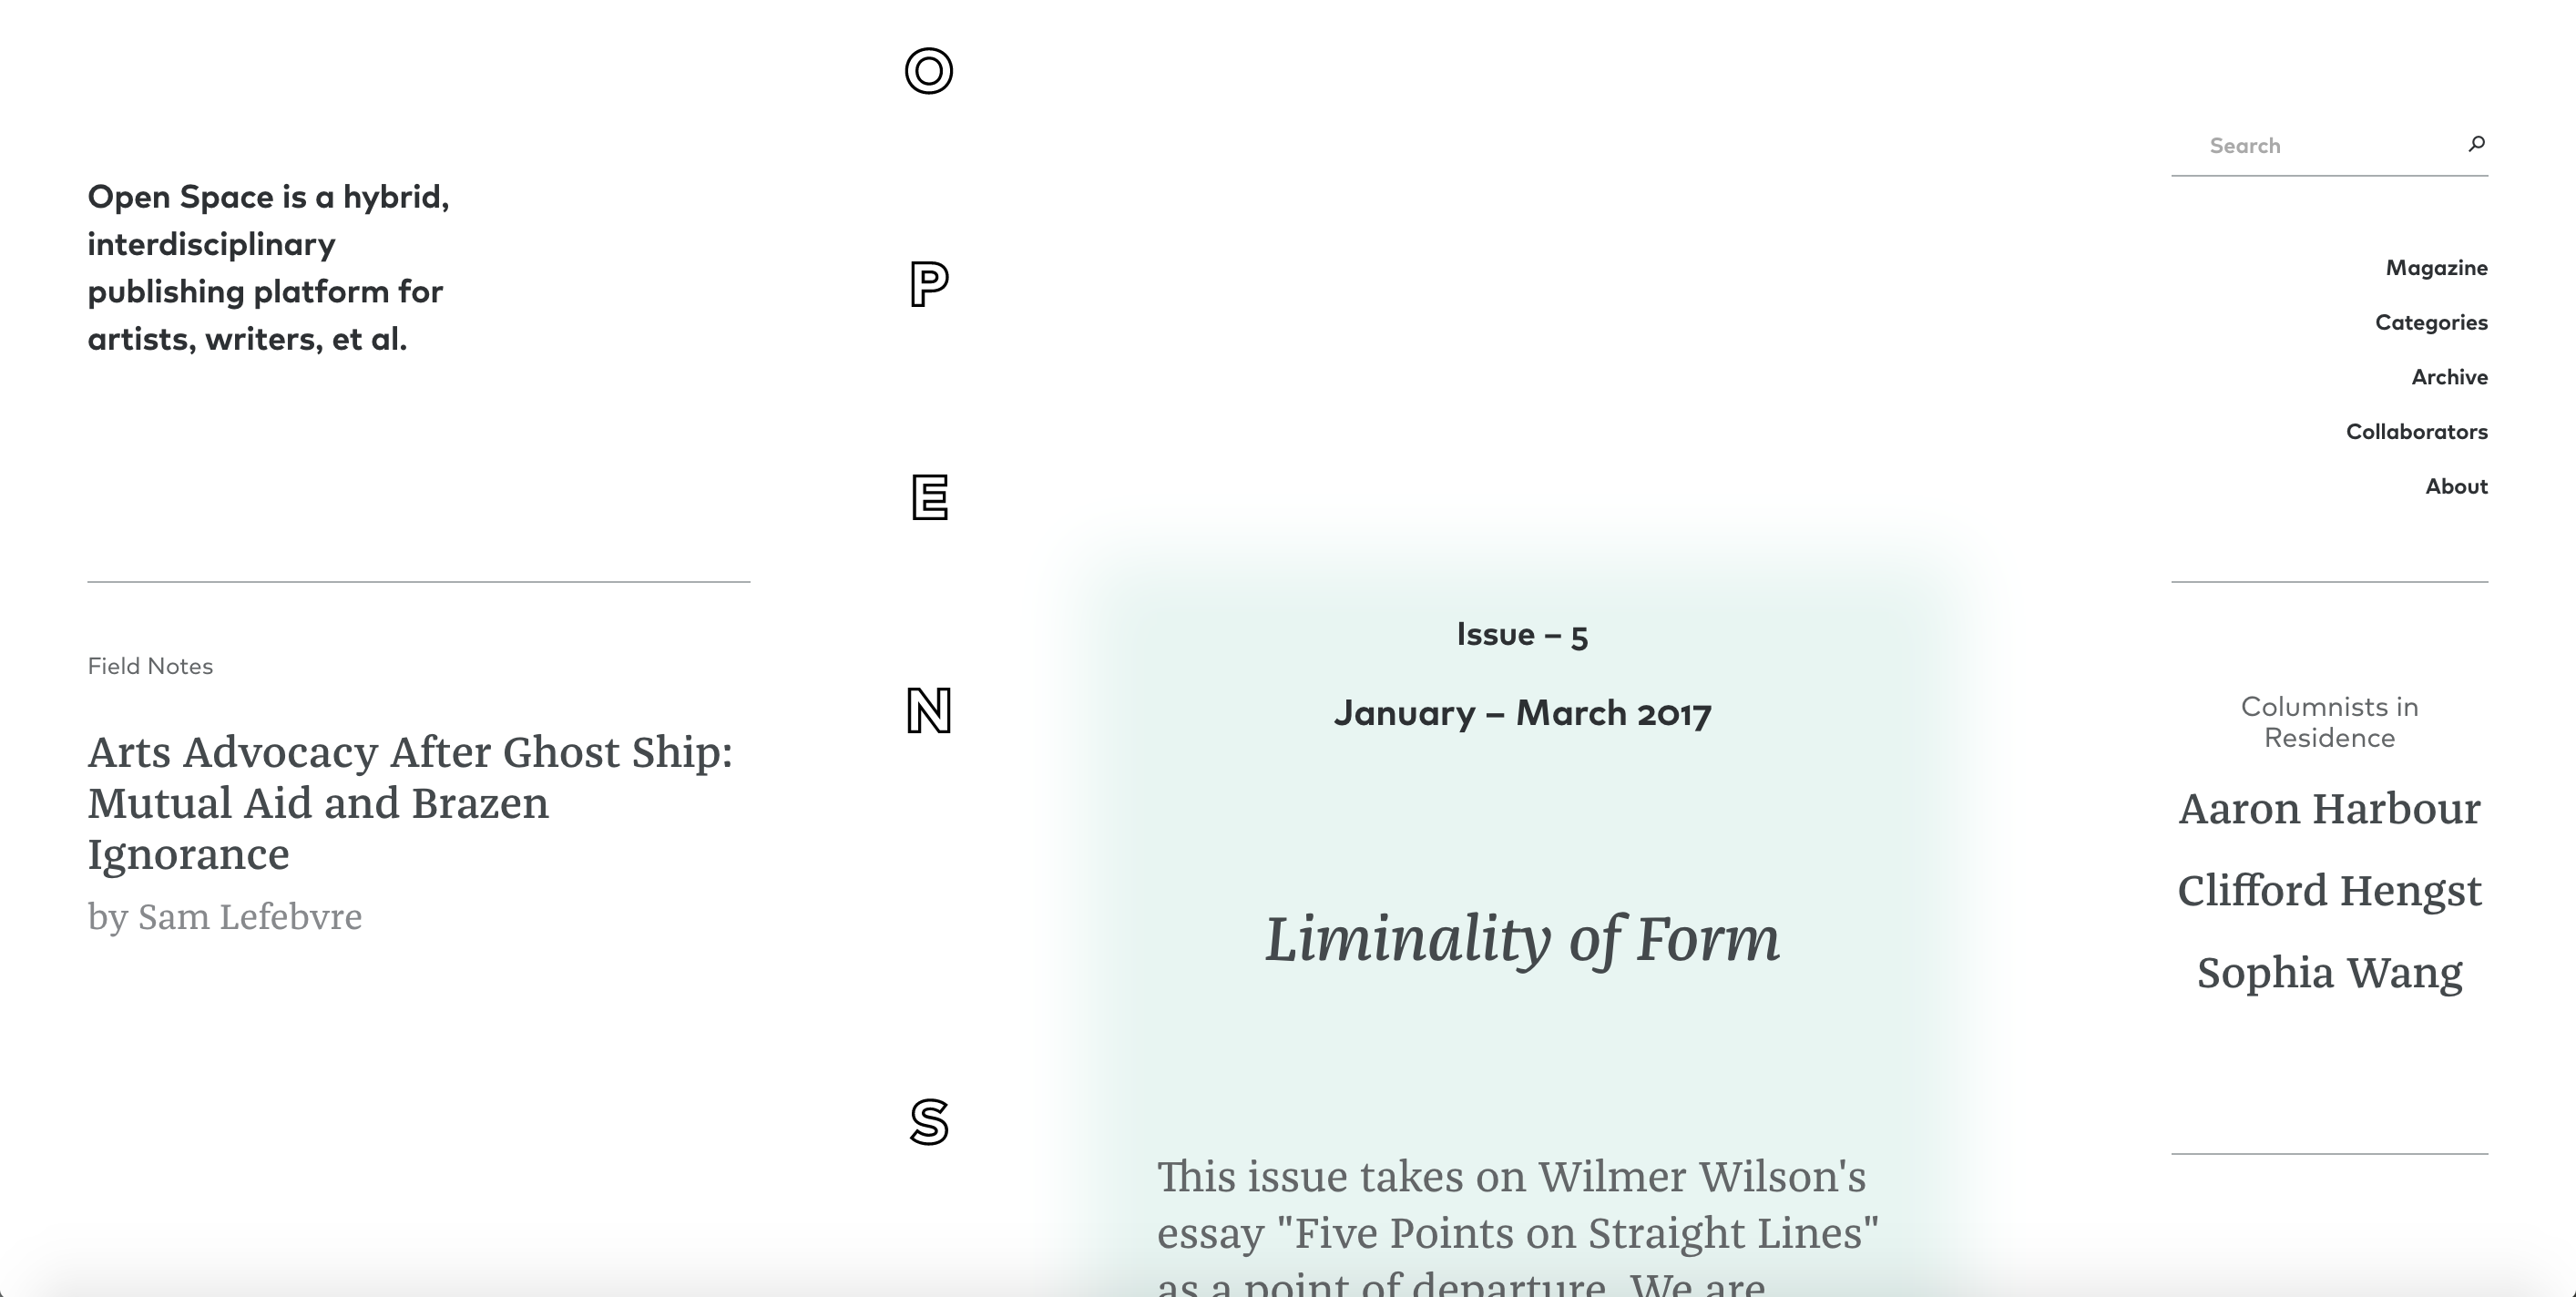 Open Space is a hybrid,
interdisciplinary
publishing platform for
artists, writers, et al.
Field Notes
Arts Advocacy After Ghost Ship:
Mutual Aid and Brazen
Ignorance
by Sam Lefebvre
O
P
E
N
S
Issue – 5
January – March 2017
Liminality of Form
This issue takes on Wilmer Wilson's
essay "Five Points on Straight Lines"
as a point of departure. We are
Search
Magazine
Categories
Archive
Collaborators
About
Columnists in
Residence
Aaron Harbour
Clifford Hengst
Sophia Wang